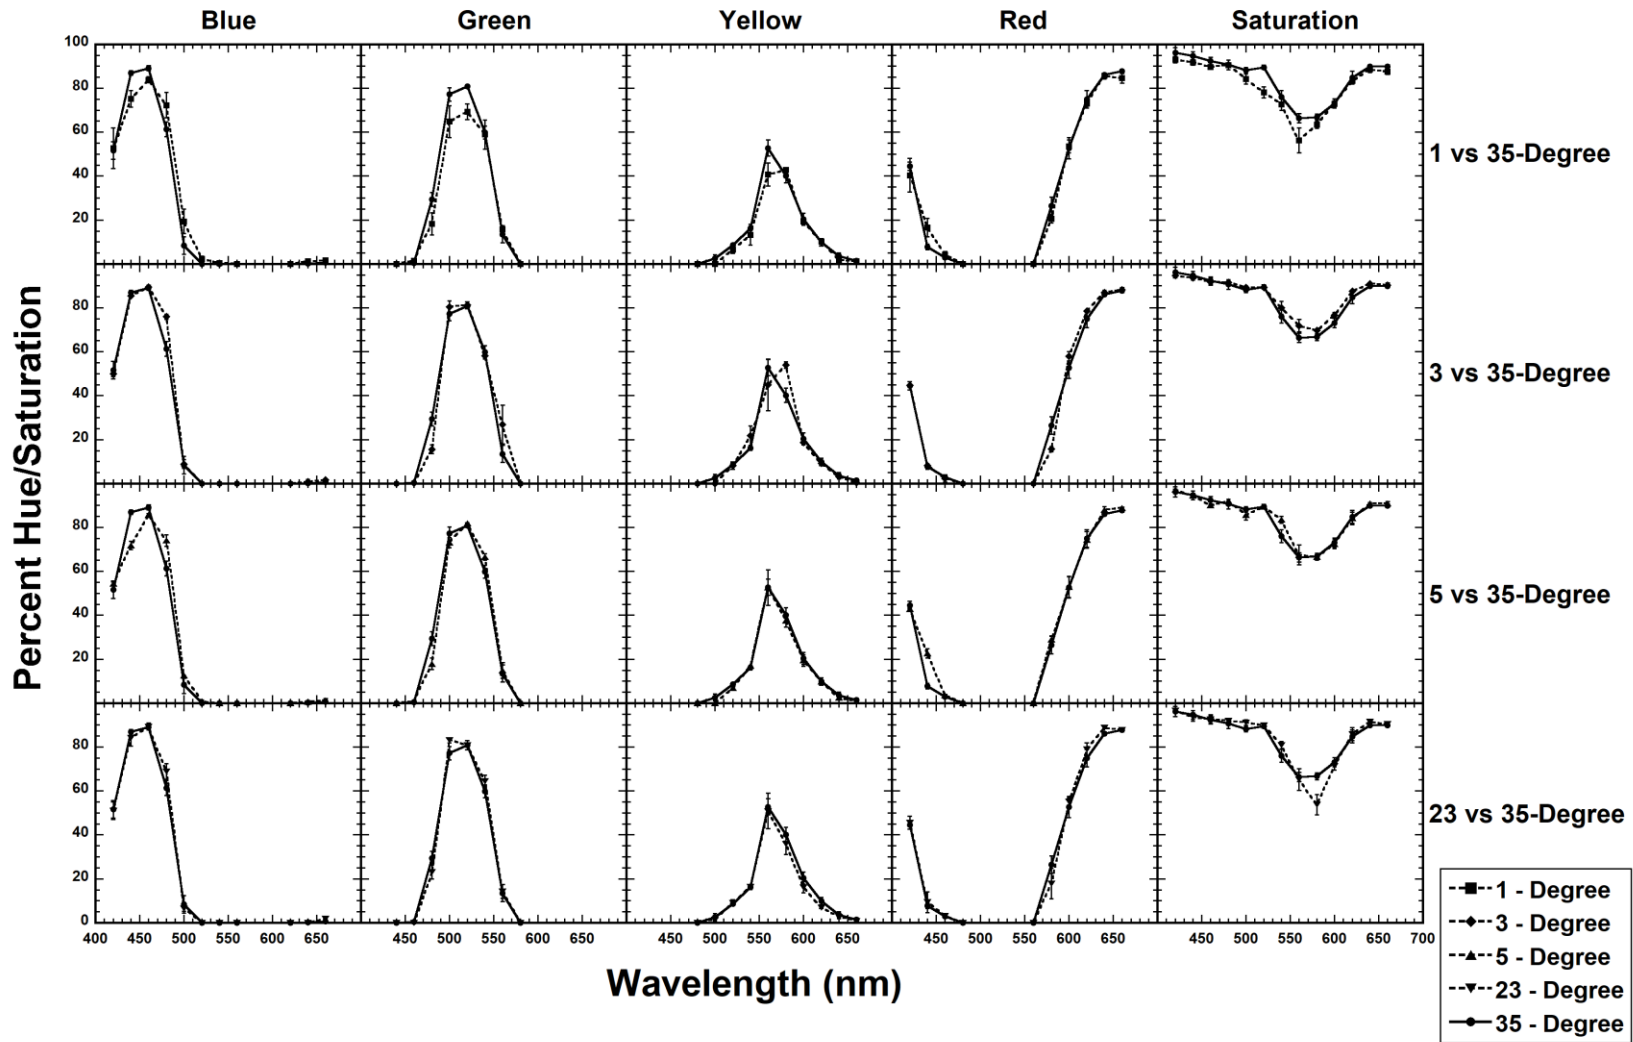 Blue Green Yellow Red Saturation
100
80
60
40
20
1 vs 35-Degree
80
60
40
20
3 vs 35-Degree
80
60
40
20
5 vs 35-Degree
80
60
40
20
0
23 vs 35-Degree
Percent Hue/Saturation
400 450 500 550 600 650 450 500 550 600 650 450 500 550 600 650 450 500 550 600 650 450 500 550 600 650 700
Wavelength (nm)
1 - Degree
3 - Degree
5 - Degree
23 - Degree
35 - Degree